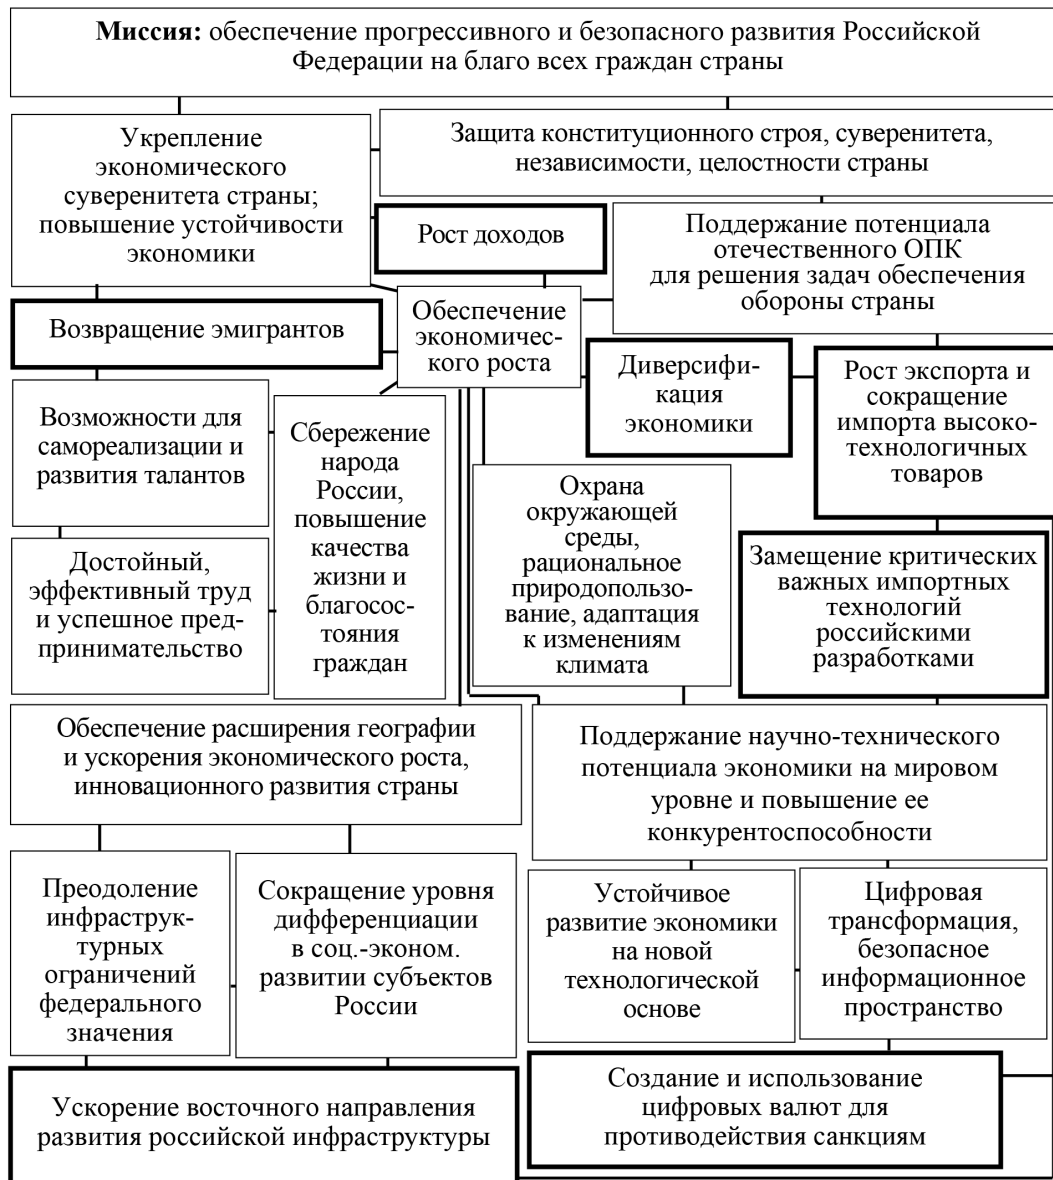 Миссия: обеспечение прогрессивного и безопасного развития Российской
Федерации на благо всех граждан страны
Укрепление
экономического
суверенитета страны;
повышение устойчивости
экономики
Защита конституционного строя, суверенитета,
независимости, целостности страны
Рост доходов
Поддержание потенциала
отечественного ОПК
для решения задач обеспечения
обороны страны
Возвращение эмигрантов
Обеспечение
экономичес-
кого роста
Диверсифи-
кация
экономики
Рост экспорта и
сокращение
импорта высоко-
технологичных
товаров
Возможности для
самореализации и
развития талантов
Сбережение
народа
России,
повышение
качества
жизни и
благосос-
тояния
граждан
Охрана
окружающей
среды,
рациональное
природопользо-
вание, адаптация
к изменениям
климата
Достойный,
эффективный труд
и успешное пред-
принимательство
Замещение критических
важных импортных
технологий
российскими
разработками
Обеспечение расширения географии
и ускорения экономического роста,
инновационного развития страны
Поддержание научно-технического
потенциала экономики на мировом
уровне и повышение ее
конкурентоспособности
Преодоление
инфраструк-
турных
ограничений
федерального
значения
Сокращение уровня
дифференциации
в соц.-эконом.
развитии субъектов
России
Устойчивое
развитие экономики
на новой
технологической
основе
Цифровая
трансформация,
безопасное
информационное
пространство
Ускорение восточного направления
развития российской инфраструктуры
Создание и использование
цифровых валют для
противодействия санкциям